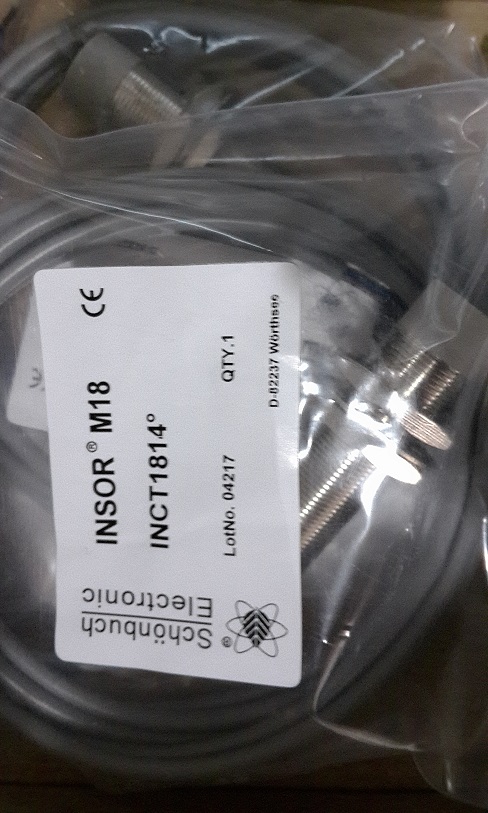 Schönbuch
Electronic
®
CE
INSOR® M18
INCT1814°
LotNo. 04217 QTY.1
D-82237 Wörthsee